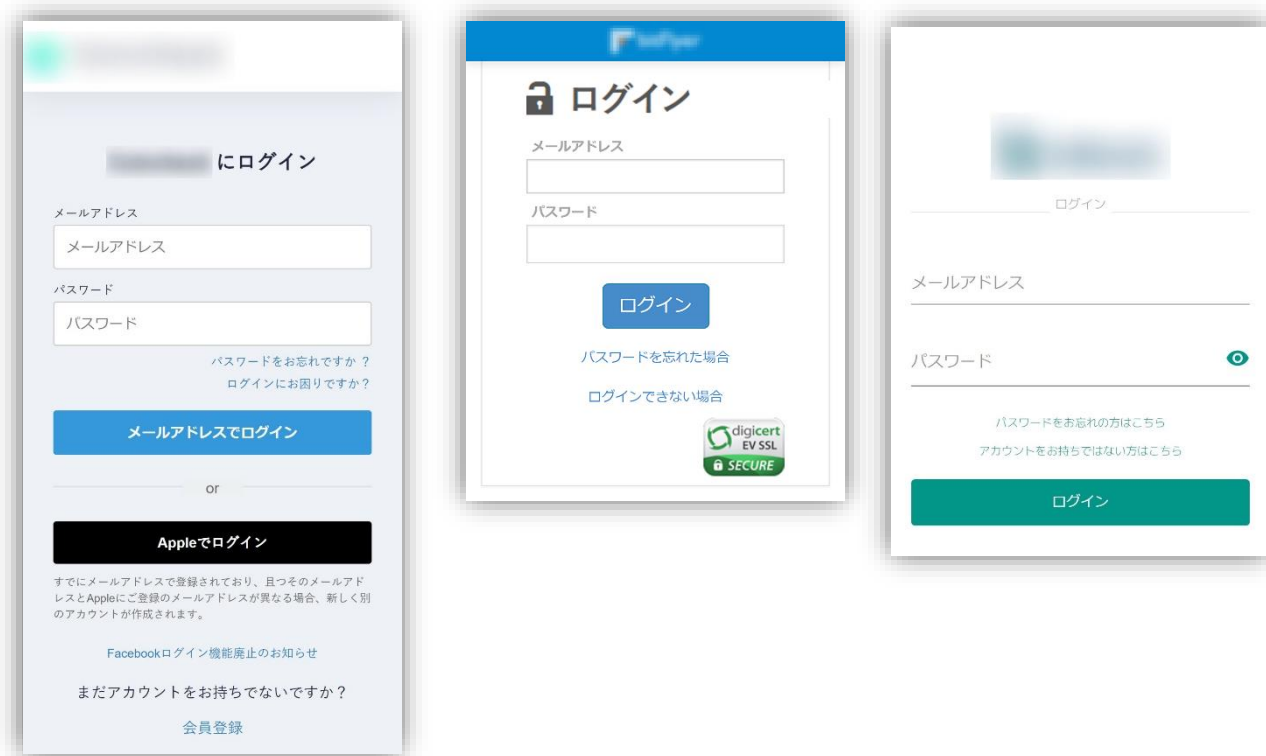 にログイン
メールアドレス
メールアドレス
パスワード
パスワード
パスワードをお忘れですか ?
ログインにお困りですか?
メールアドレスでログイン
or
Appleでログイン
すでにメールアドレスで登録されており、且つそのメールアド
レスとAppleにご登録のメールアドレスが異なる場合、新しく別
のアカウントが作成されます。
Facebookログイン機能廃止のお知らせ
まだアカウントをお持ちでないですか?
会員登録
ログイン
メールアドレス
パスワード
ログイン
パスワードを忘れた場合
ログインできない場合
digicert
EV SSL
SECURE
ログイン
メールアドレス
パスワード
パスワードをお忘れの方はこちら
アカウントをお持ちではない方はこちら
ログイン